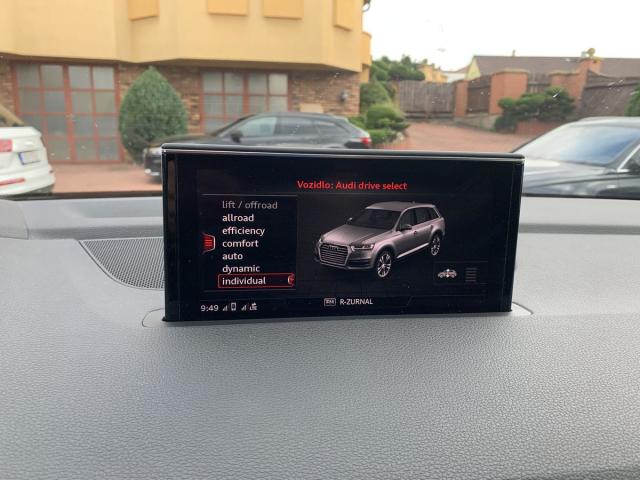 Vozidlo: Audi drive select
lift / offroad
allroad
efficiency
comfort
auto
dynamic
individual
9:49
R-ZURNAL